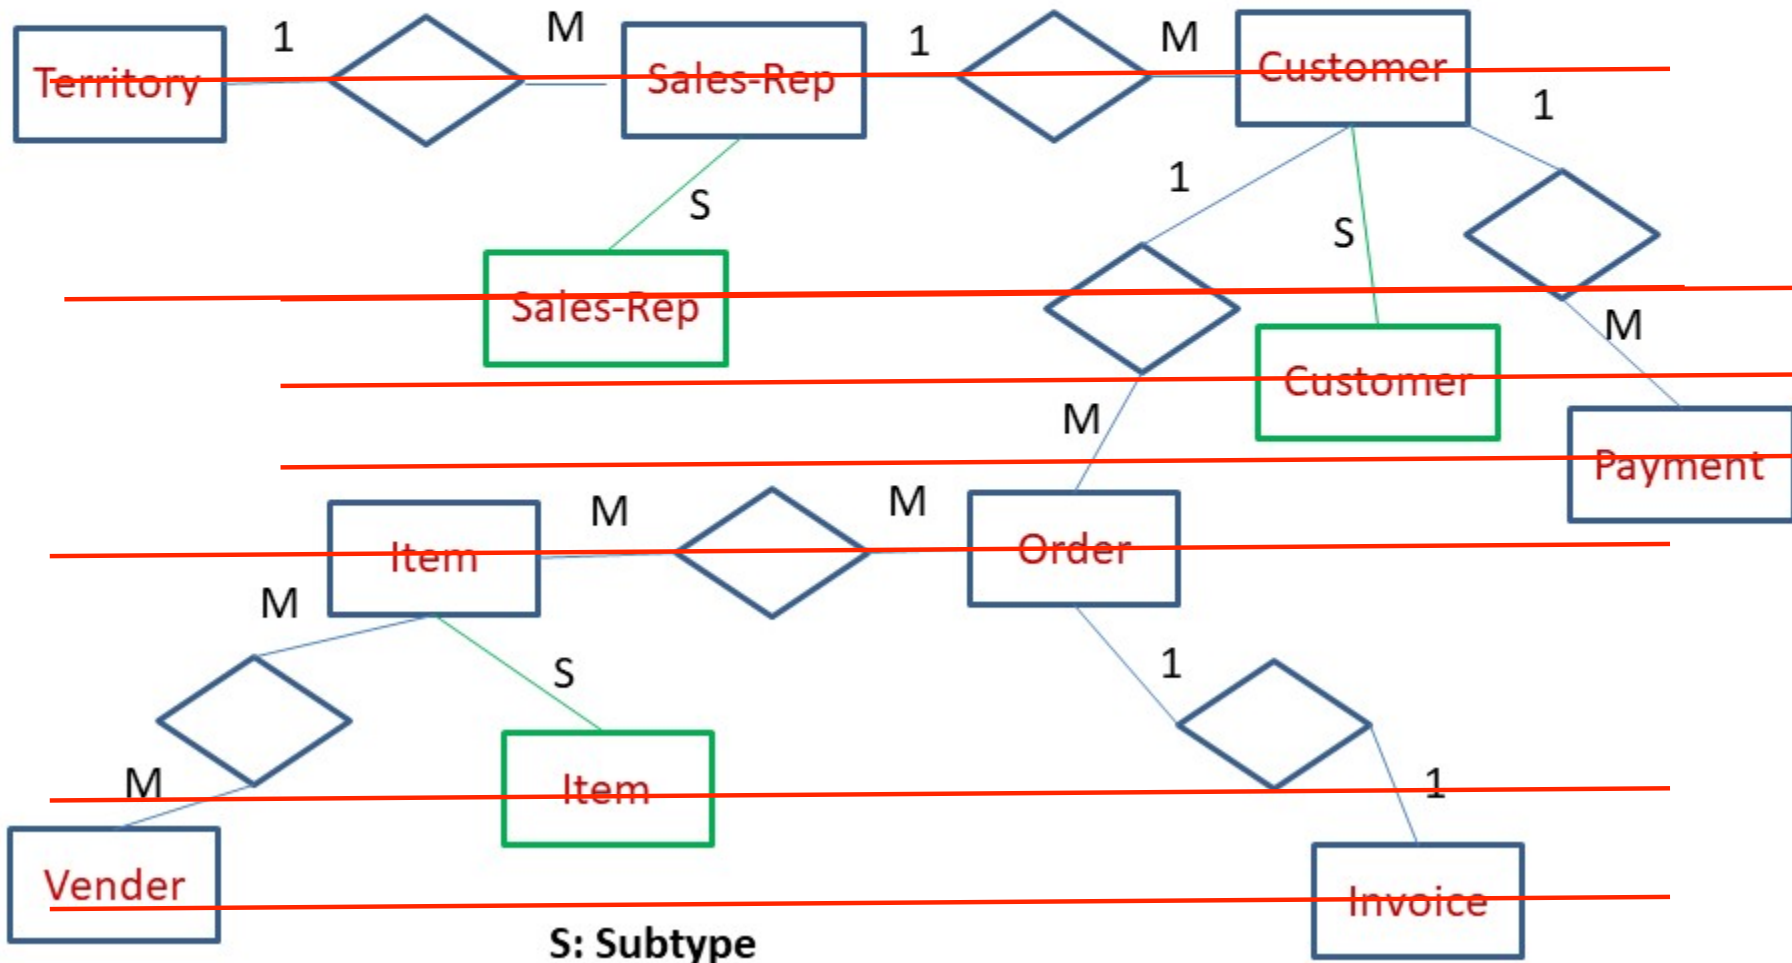 1 M 1 M
Territory Sales-Rep Customer
1
1
S S
Sales-Rep
M
Customer
M
Payment
M M
Item Order
M
S 1
M Item 1
Vender Invoice
S: Subtype